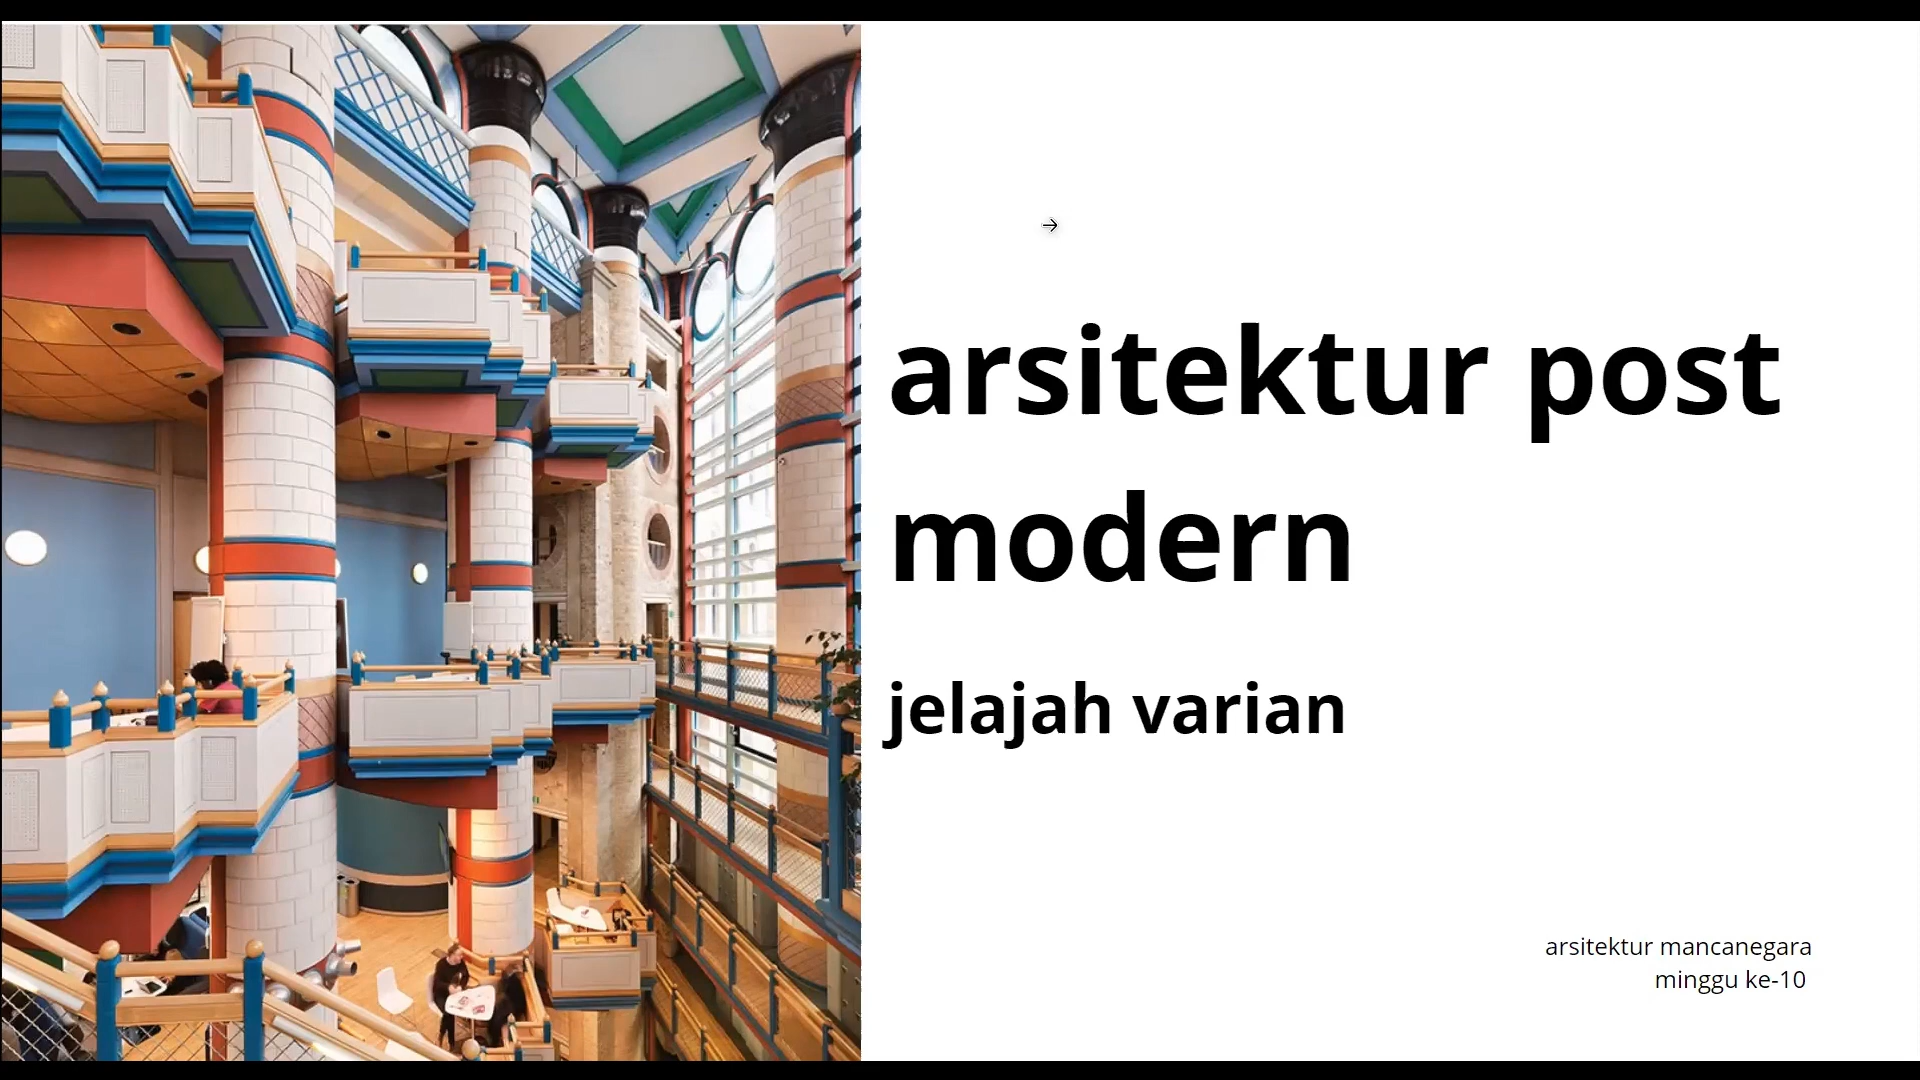 arsitektur post
modern
jelajah varian
arsitektur mancanegara
minggu ke-10